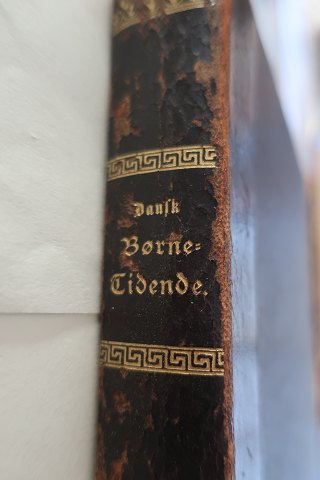 Dansk
Børne=
Tidende.